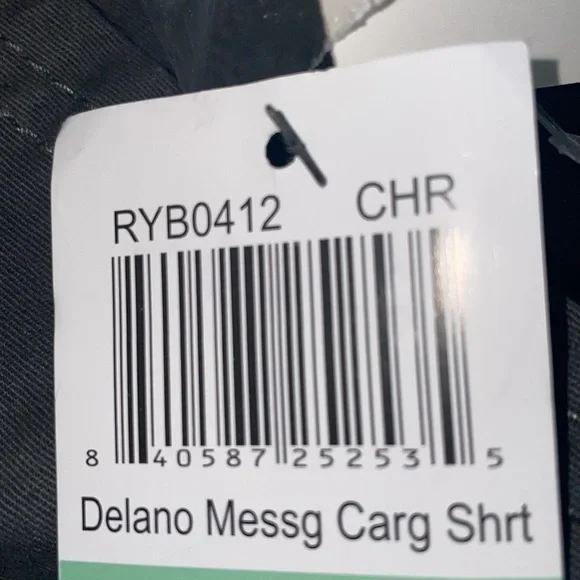 RYB0412 CHR
8 40587 25253 5
Delano Messg Carg Shrt